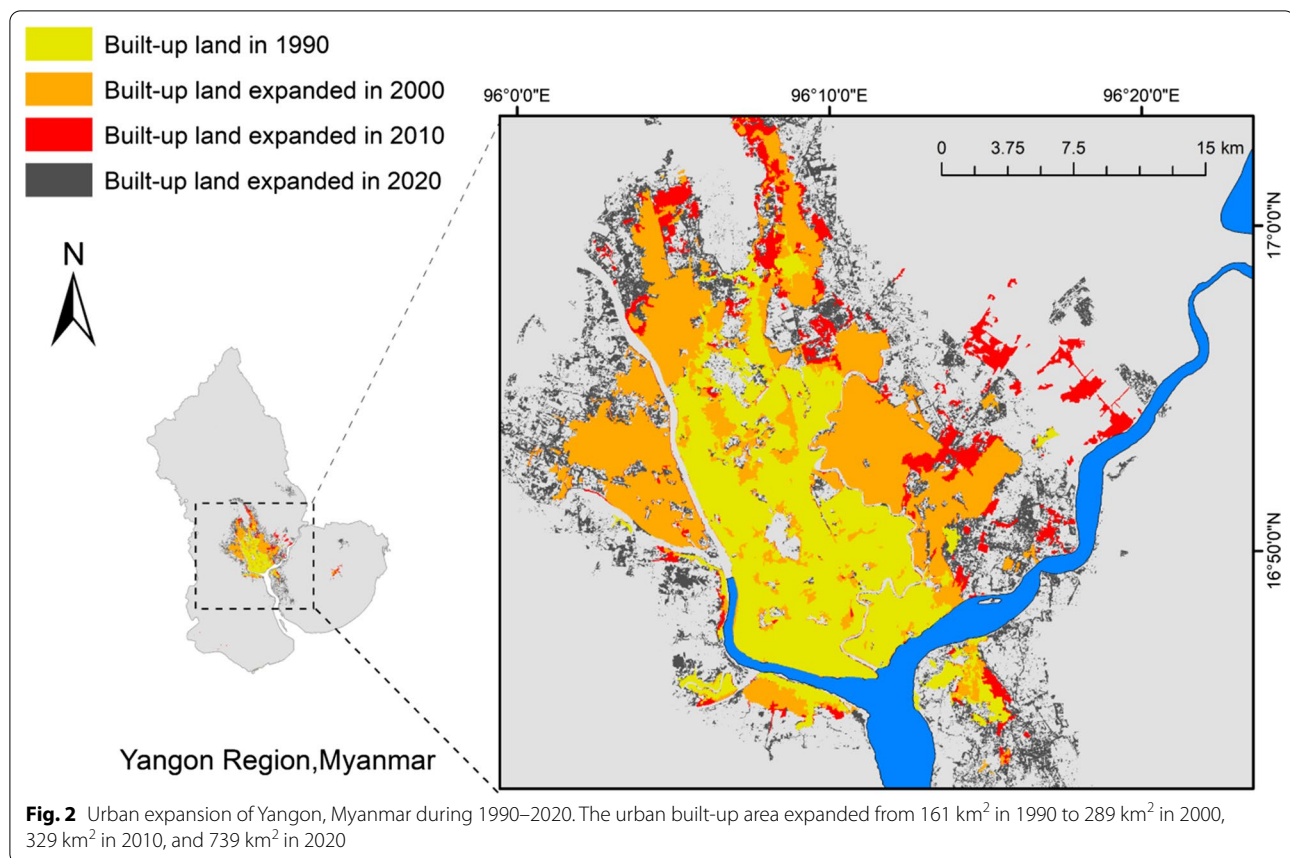 Built-up land in 1990
Built-up land expanded in 2000
Built-up land expanded in 2010
Built-up land expanded in 2020
N
Yangon Region,Myanmar
96°0'0"E
96°10'0"E
96°20'0"E
0 3.75 7.5 15 km
17°0'0"N
16°50'0"N
Fig. 2 Urban expansion of Yangon, Myanmar during 1990–2020. The urban built-up area expanded from 161 km² in 1990 to 289 km² in 2000,
329 km² in 2010, and 739 km² in 2020